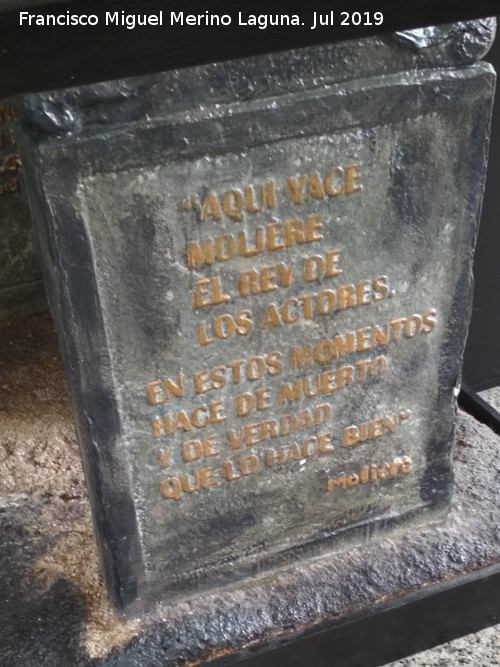 Francisco Miguel Merino Laguna. Jul 2019
"AQUI YACE
MOLIÈRE
EL REY DE
LOS ACTORES.
EN ESTOS MOMENTOS
HACE DE MUERTO
Y DE VERDAD
QUE LO HACE BIEN"
Moliere